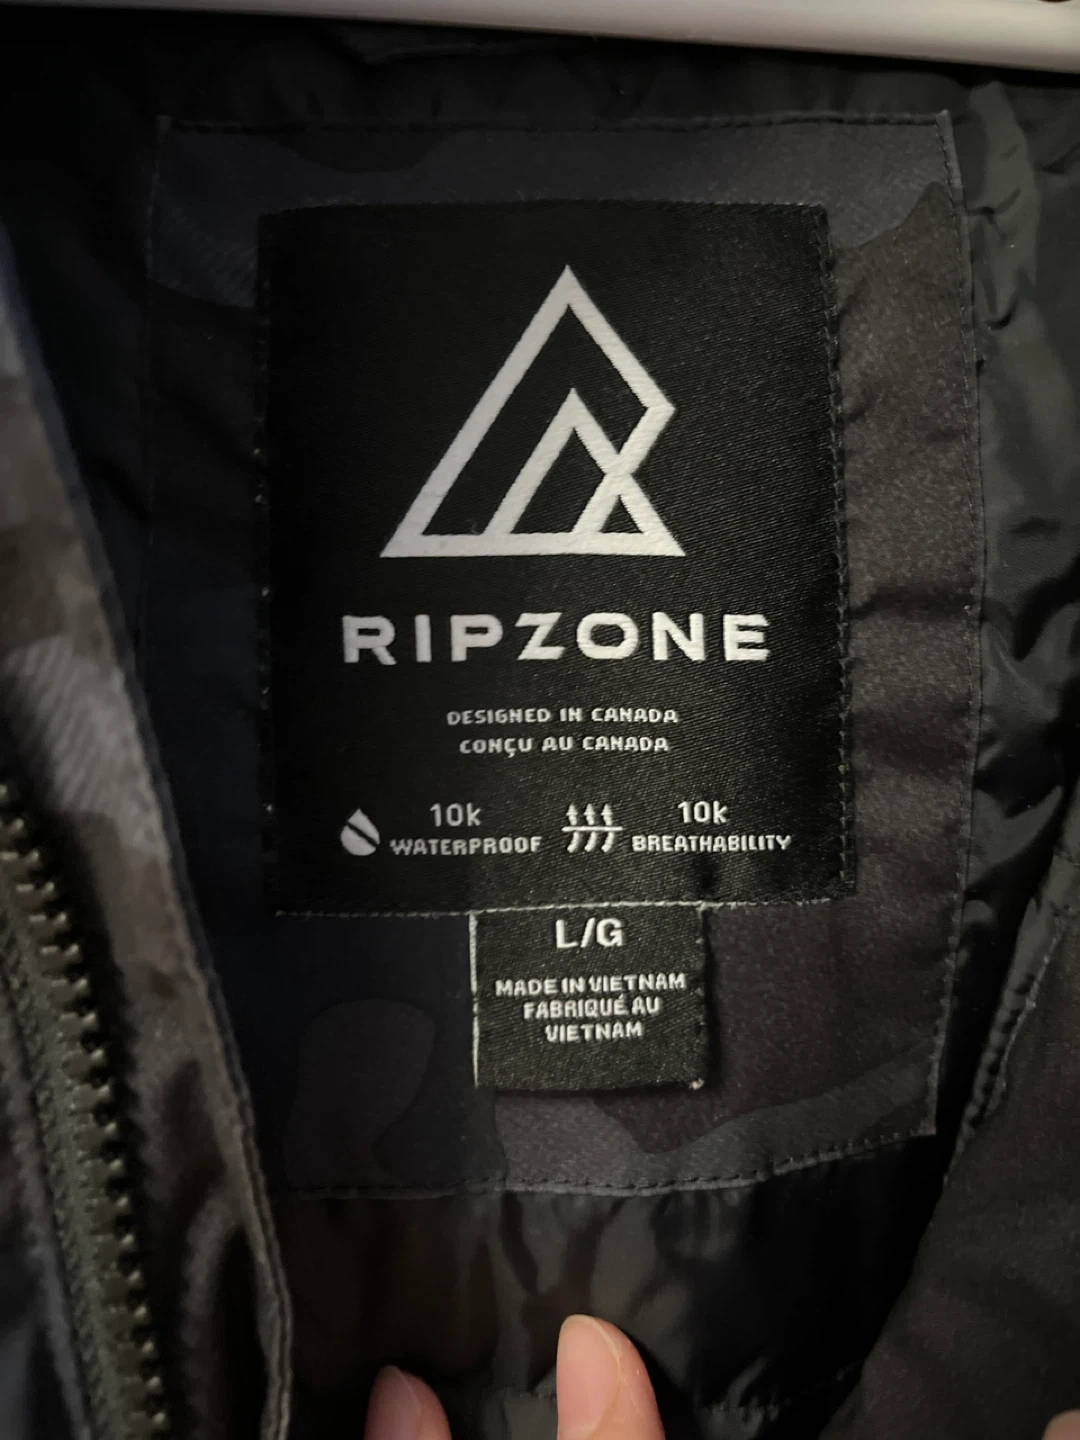 RIPZONE
DESIGNED IN CANADA
CONÇU AU CANADA
10k
WATERPROOF
10k
BREATHABILITY
L/G
MADE IN VIETNAM
FABRIQUÉ AU
VIETNAM